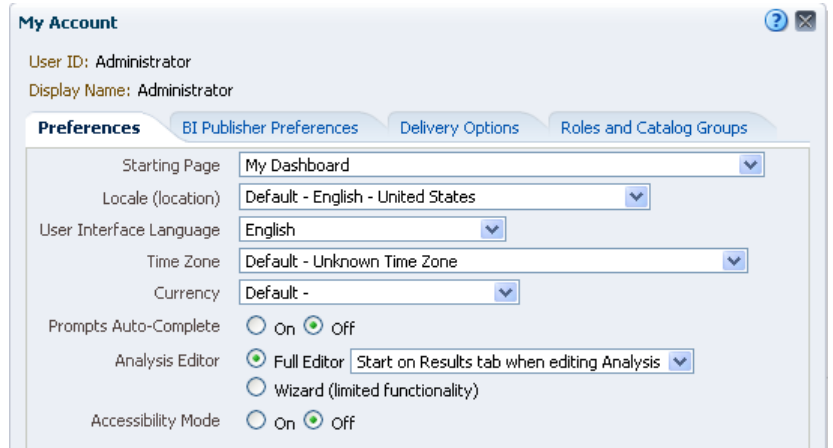 My Account
User ID: Administrator
Display Name: Administrator
Preferences BI Publisher Preferences Delivery Options Roles and Catalog Groups
Starting Page My Dashboard
Locale (location) Default - English - United States
User Interface Language English
Time Zone Default - Unknown Time Zone
Currency Default -
Prompts Auto-Complete On Off
Analysis Editor Full Editor Start on Results tab when editing Analysis
Wizard (limited functionality)
Accessibility Mode On Off